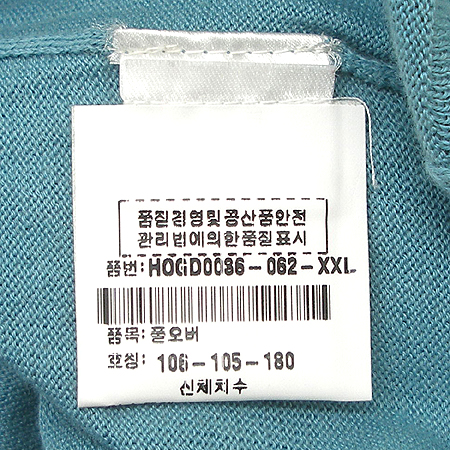 품질경영및공산품안전
관리법에의한품질표시
품번: HOGD0036-062-XXL
품목: 풀오버
호칭: 106-105-180
신체치수